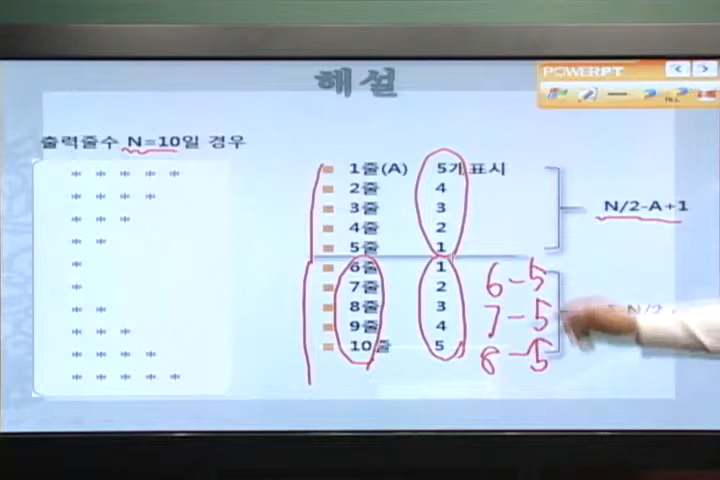 해설
POWERPT
출력줄수 N=10일 경우
* * * * *
* * * *
* * *
* *
*
*
* *
* * *
* * * *
* * * * *
1줄(A) 5개표시
2줄 4
3줄 3
4줄 2
5줄 1
6줄 1
7줄 2
8줄 3
9줄 4
10줄 5
N/2-A+1
6-5
7-5
8-5